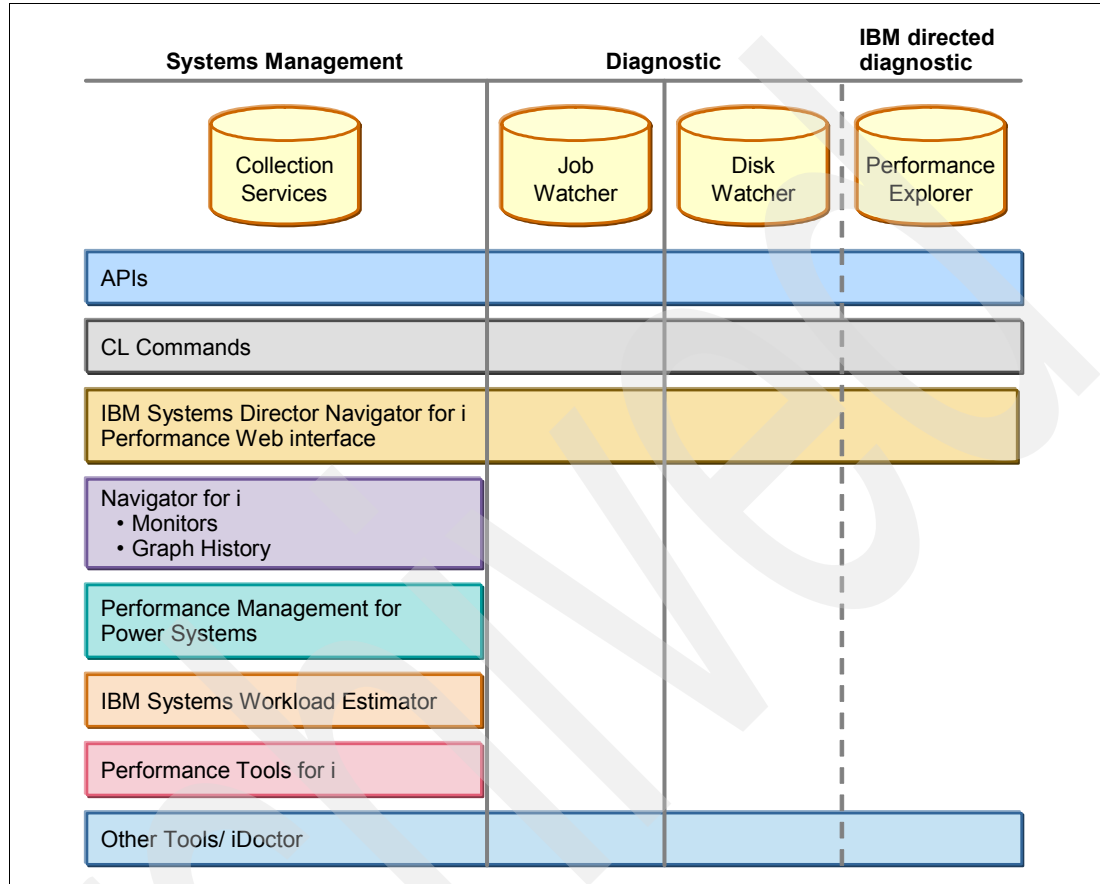 Systems Management
Diagnostic
IBM directed
diagnostic
Collection
Services
Job
Watcher
Disk
Watcher
Performance
Explorer
APIs
CL Commands
IBM Systems Director Navigator for i
Performance Web interface
Navigator for i
• Monitors
• Graph History
Performance Management for
Power Systems
IBM Systems Workload Estimator
Performance Tools for i
Other Tools/ iDoctor